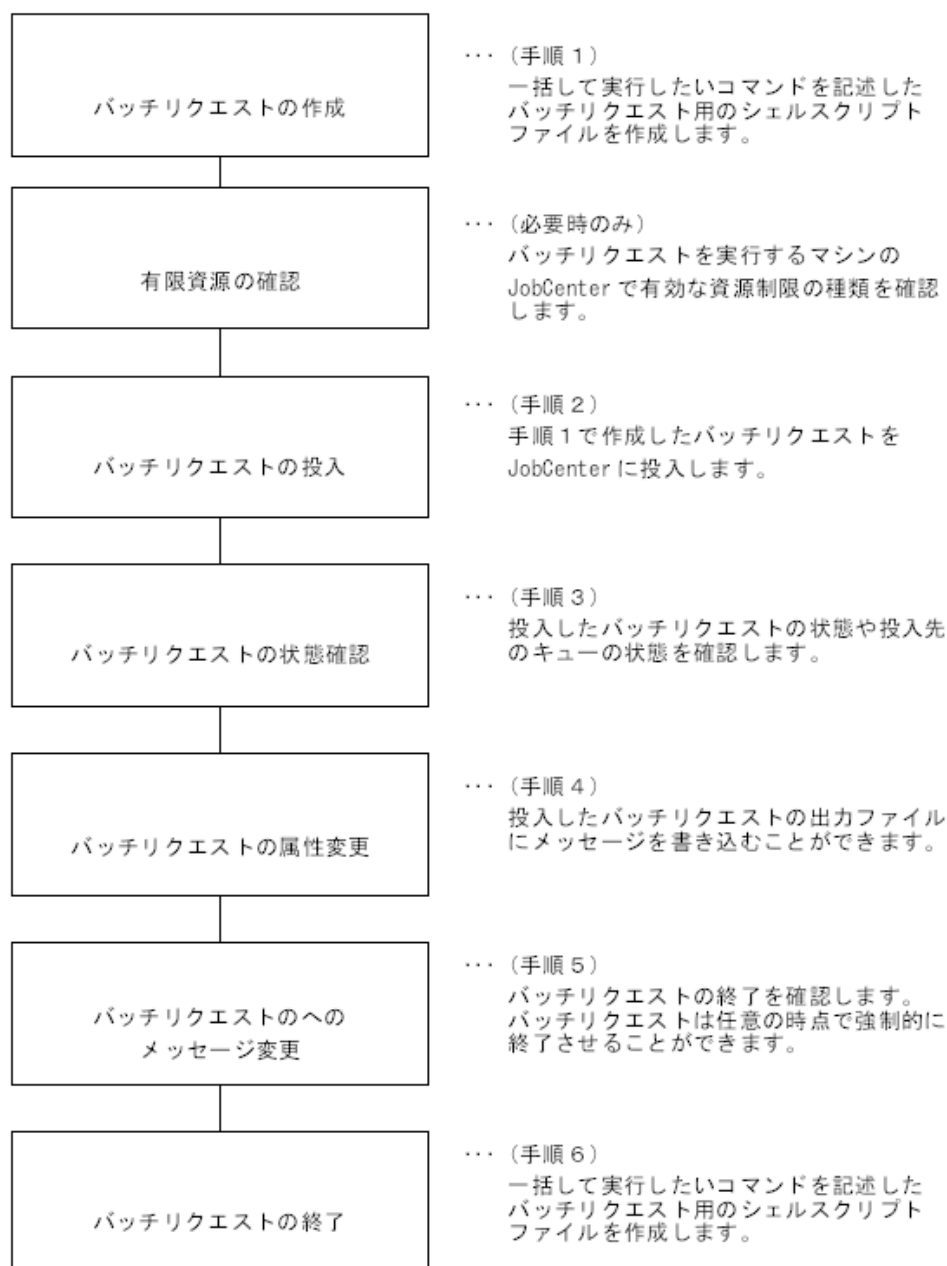 バッチリクエストの作成
･･･（手順１）
一括して実行したいコマンドを記述した
バッチリクエスト用のシェルスクリプト
ファイルを作成します。
有限資源の確認
･･･（必要時のみ）
バッチリクエストを実行するマシンの
JobCenter で有効な資源制限の種類を確認
します。
バッチリクエストの投入
･･･（手順２）
手順１で作成したバッチリクエストを
JobCenter に投入します。
バッチリクエストの状態確認
･･･（手順３）
投入したバッチリクエストの状態や投入先
のキューの状態を確認します。
バッチリクエストの属性変更
･･･（手順４）
投入したバッチリクエストの出力ファイル
にメッセージを書き込むことができます。
バッチリクエストのへの
メッセージ変更
･･･（手順５）
バッチリクエストの終了を確認します。
バッチリクエストは任意の時点で強制的に
終了させることができます。
バッチリクエストの終了
･･･（手順６）
一括して実行したいコマンドを記述した
バッチリクエスト用のシェルスクリプト
ファイルを作成します。